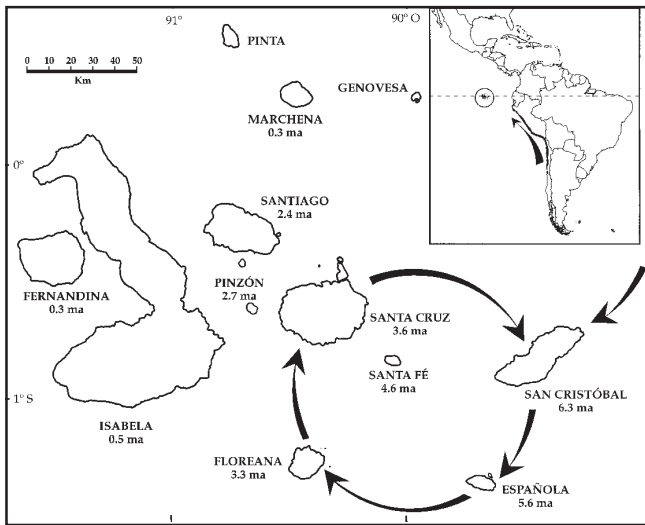 91°
90° O
PINTA
0 10 20 30 40 50
Km
GENOVESA
MARCHENA
0.3 ma
0°
SANTIAGO
2.4 ma
FERNANDINA
0.3 ma
PINZÓN
2.7 ma
SANTA CRUZ
3.6 ma
SANTA FÉ
4.6 ma
SAN CRISTÓBAL
6.3 ma
1° S
ISABELA
0.5 ma
FLOREANA
3.3 ma
ESPAÑOLA
5.6 ma